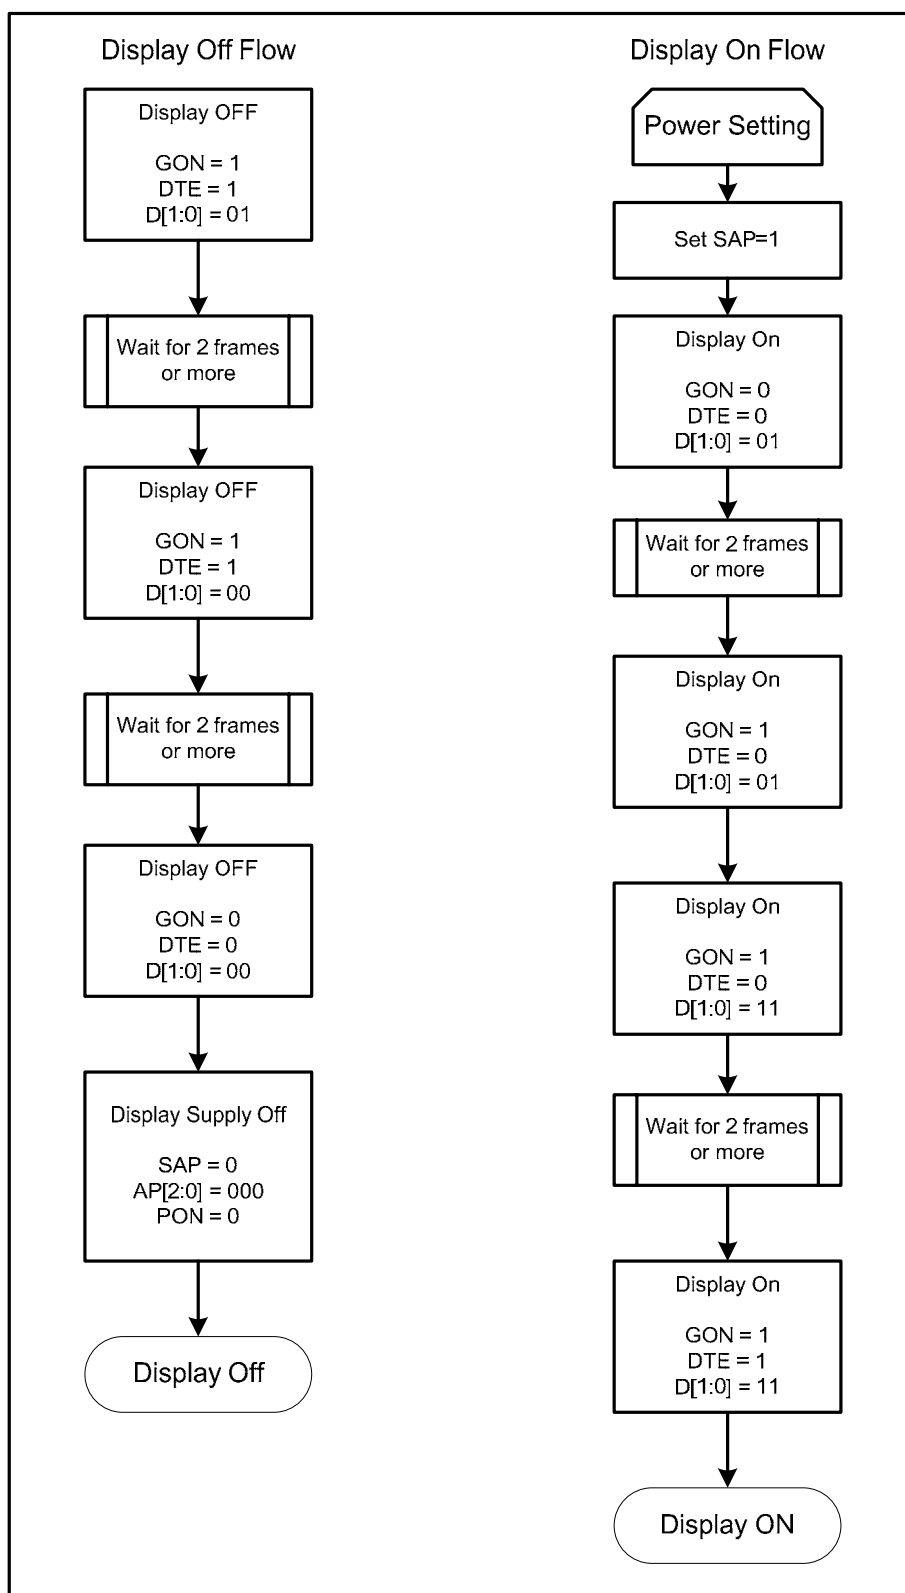 Display Off Flow
Display OFF
GON = 1
DTE = 1
D[1:0] = 01
Wait for 2 frames
or more
Display OFF
GON = 1
DTE = 1
D[1:0] = 00
Wait for 2 frames
or more
Display OFF
GON = 0
DTE = 0
D[1:0] = 00
Display Supply Off
SAP = 0
AP[2:0] = 000
PON = 0
Display Off
Display On Flow
Power Setting
Set SAP=1
Display On
GON = 0
DTE = 0
D[1:0] = 01
Wait for 2 frames
or more
Display On
GON = 1
DTE = 0
D[1:0] = 01
Display On
GON = 1
DTE = 0
D[1:0] = 11
Wait for 2 frames
or more
Display On
GON = 1
DTE = 1
D[1:0] = 11
Display ON